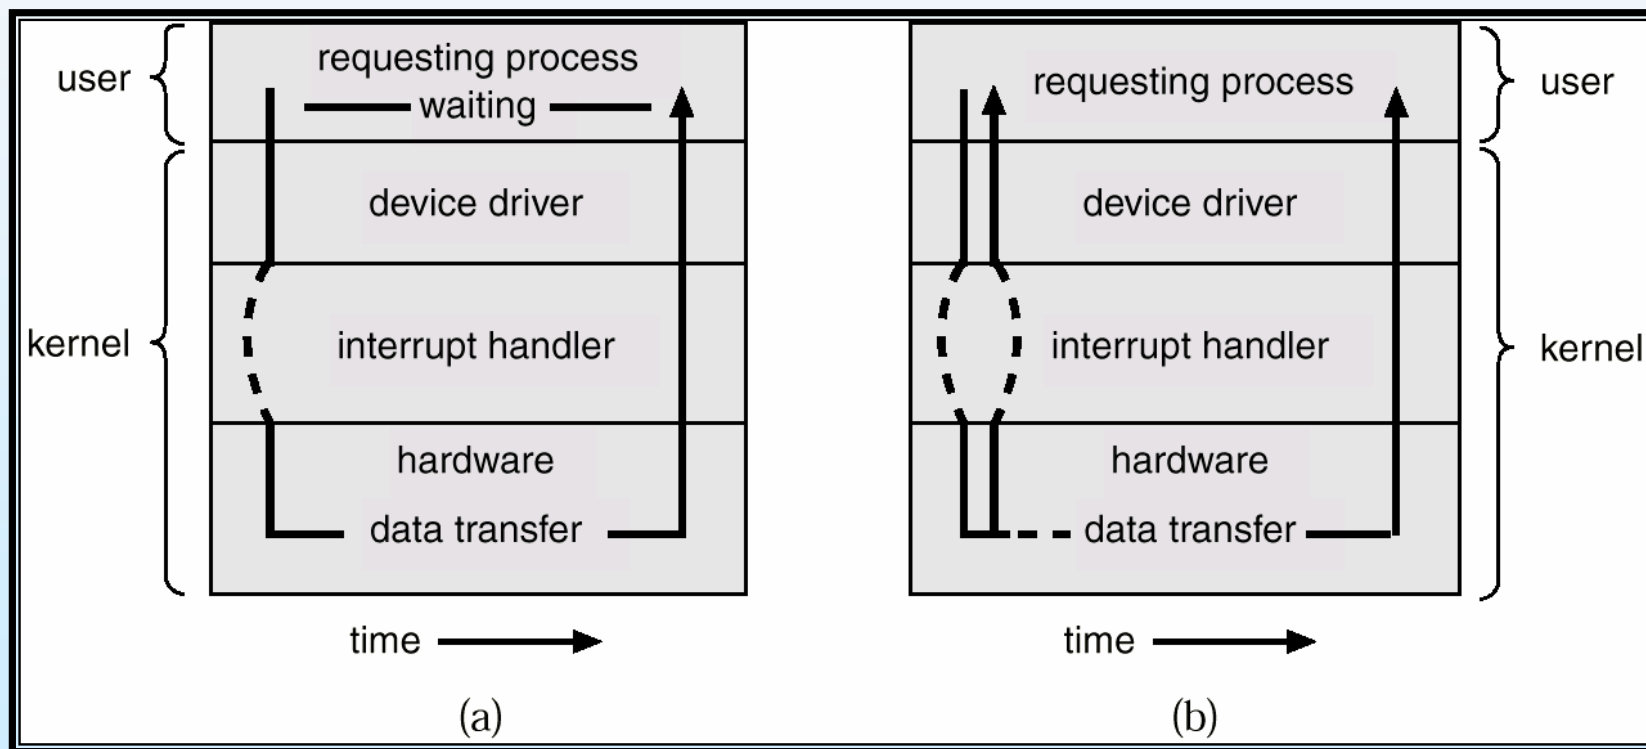 user
kernel
requesting process
waiting
device driver
interrupt handler
hardware
data transfer
time
(a)
requesting process
device driver
interrupt handler
hardware
data transfer
time
(b)
user
kernel